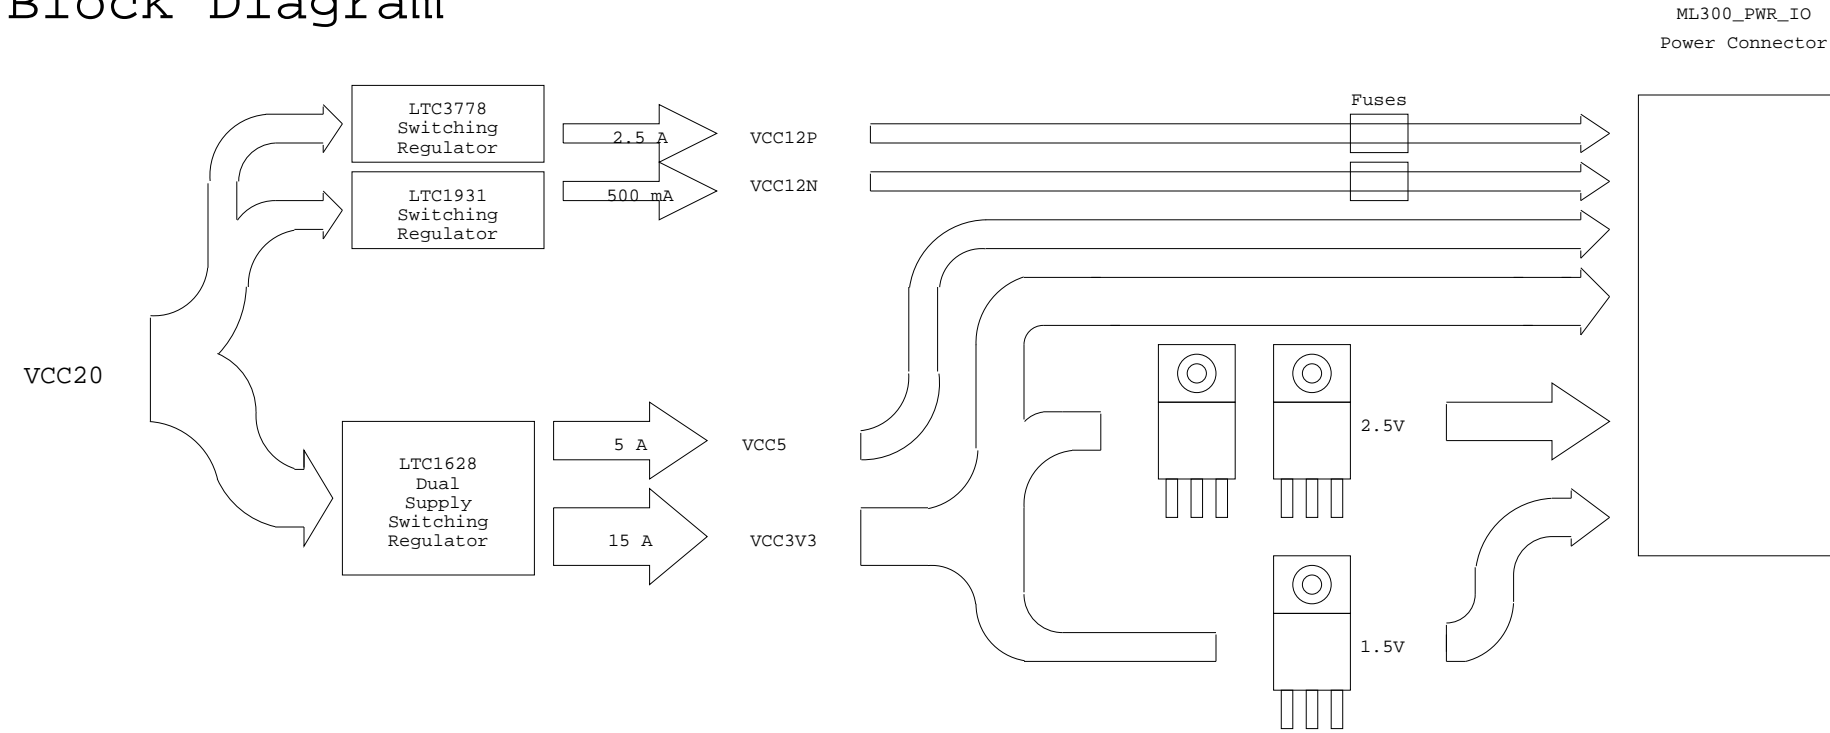 Block Diagram
ML300_PWR_IO
Power Connector
LTC3778
Switching
Regulator
2.5 A
VCC12P
Fuses
LTC1931
Switching
Regulator
500 mA
VCC12N
VCC20
LTC1628
Dual
Supply
Switching
Regulator
5 A
VCC5
15 A
VCC3V3
2.5V
1.5V